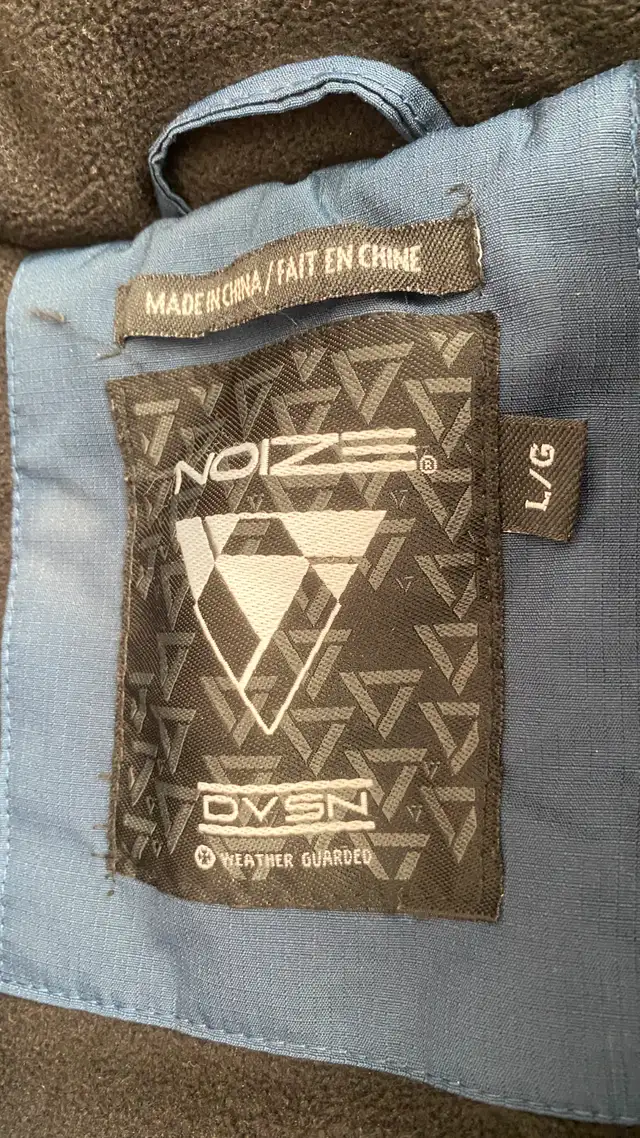 MADE IN CHINA / FAIT EN CHINE
NOIZE®
L/G
DVSN
WEATHER GUARDED